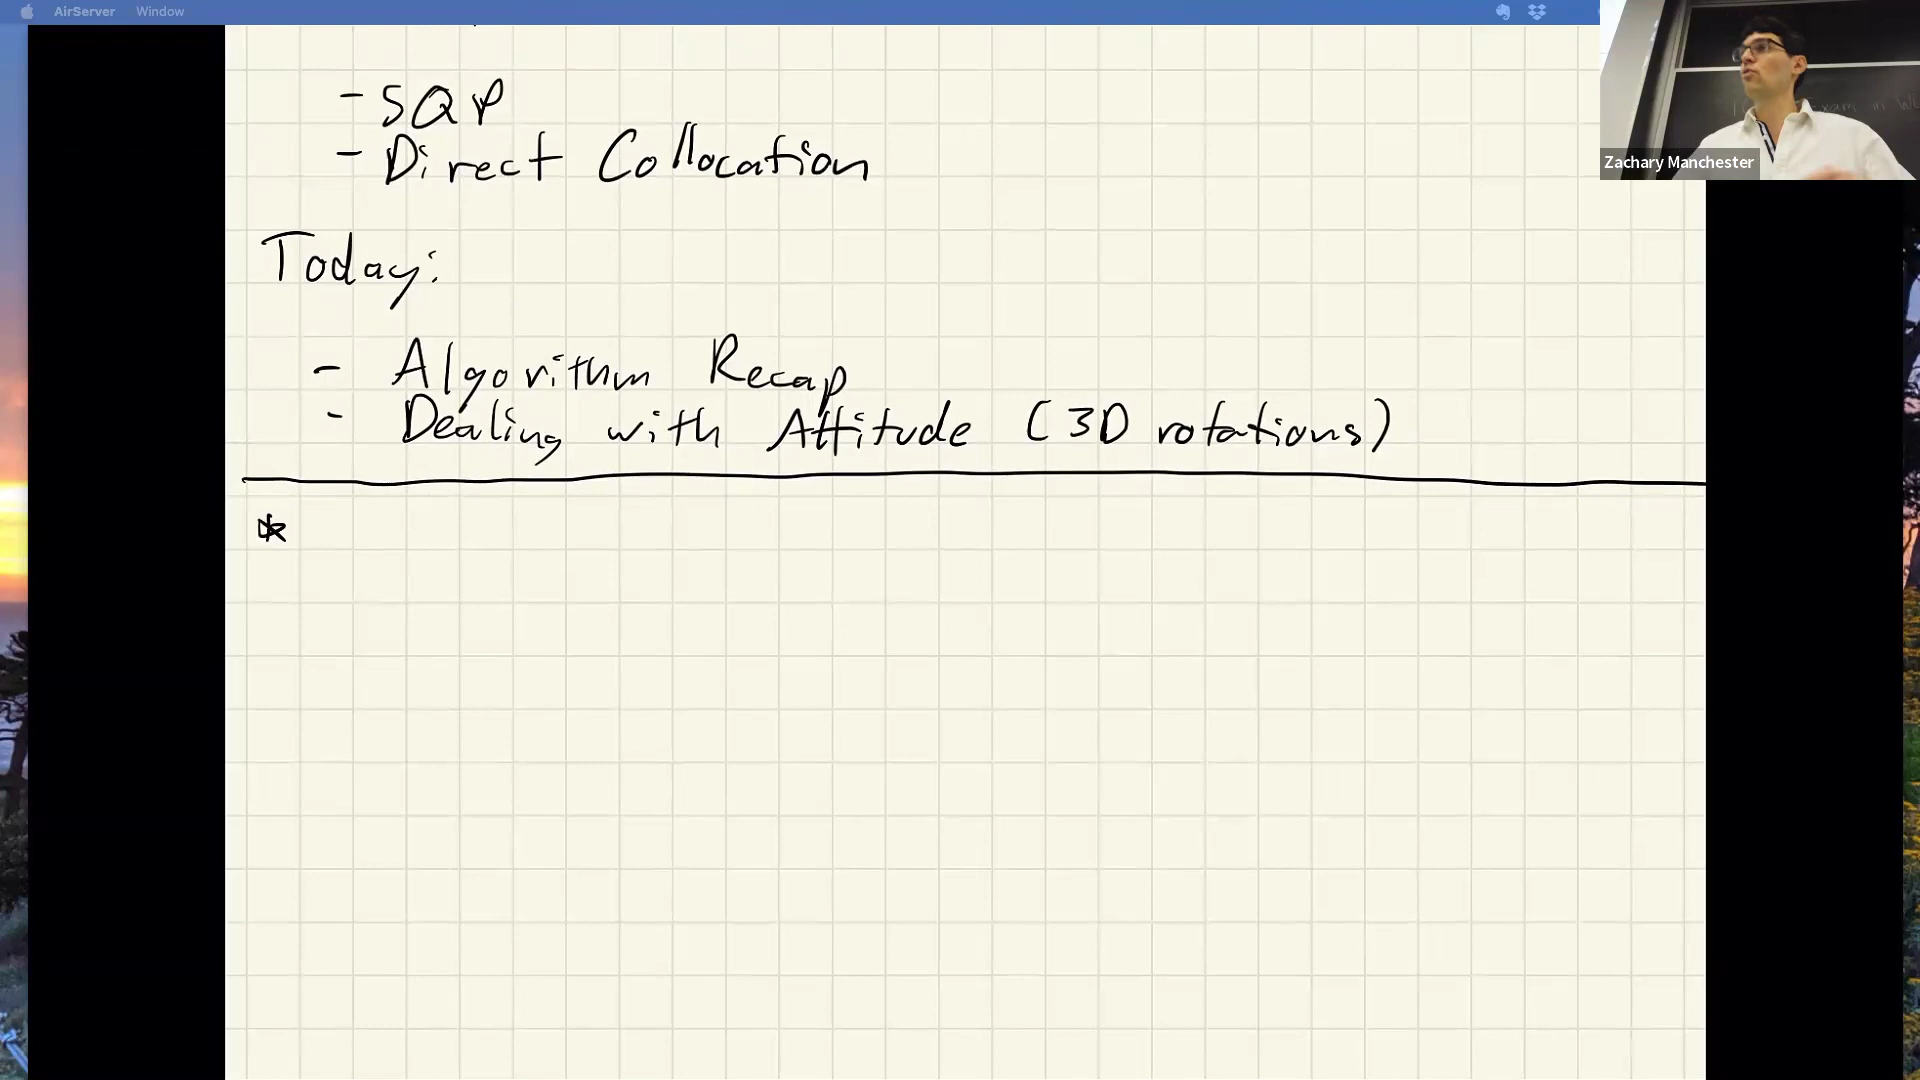 AirServer Window
- SQP
- Direct Collocation
Zachary Manchester
Today:
- Algorithm Recap
- Dealing with Attitude (3D rotations)
*